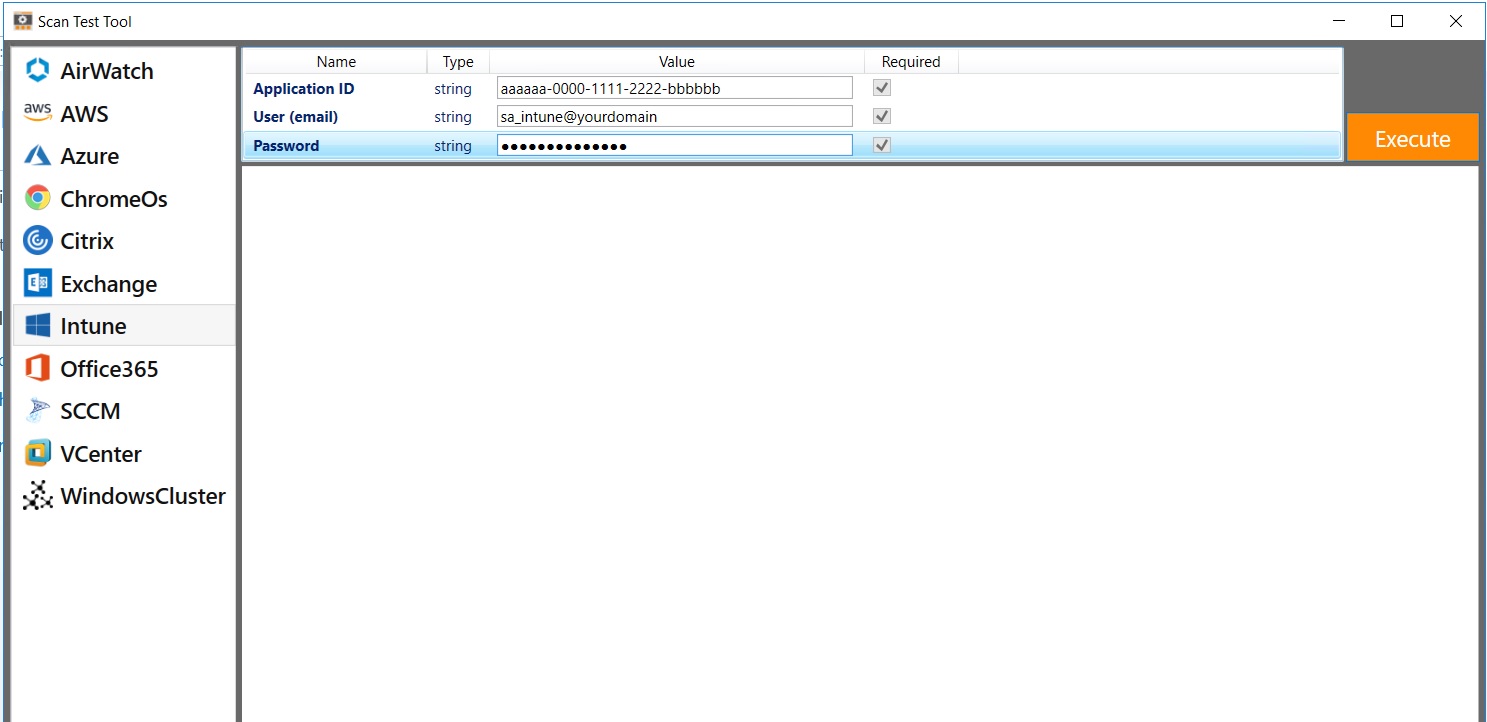 Scan Test Tool
AirWatch
aws AWS
Azure
ChromeOs
Citrix
Exchange
Intune
Office365
SCCM
VCenter
WindowsCluster
Name Type Value Required
Application ID string aaaaaa-0000-1111-2222-bbbbbb
User (email) string sa_intune@yourdomain
Password string ••••••••••••••
Execute